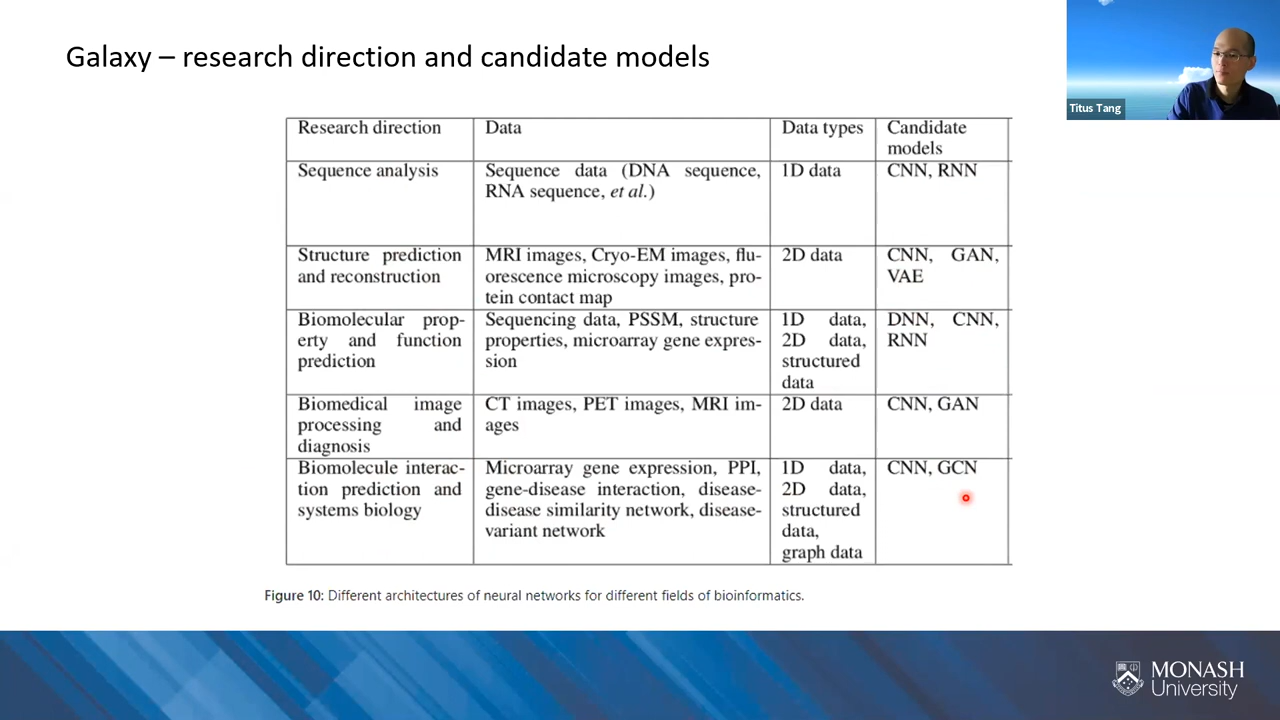 Galaxy – research direction and candidate models
Titus Tang
Research direction
Data
Data types
Candidate
models
Sequence analysis
Sequence data (DNA sequence,
RNA sequence, et al.)
1D data
CNN, RNN
Structure prediction
and reconstruction
MRI images, Cryo-EM images, flu-
orescence microscopy images, pro-
tein contact map
2D data
CNN, GAN,
VAE
Biomolecular prop-
erty and function
prediction
Sequencing data, PSSM, structure
properties, microarray gene expres-
sion
1D data,
2D data,
structured
data
DNN, CNN,
RNN
Biomedical image
processing and
diagnosis
CT images, PET images, MRI im-
ages
2D data
CNN, GAN
Biomolecule interac-
tion prediction and
systems biology
Microarray gene expression, PPI,
gene-disease interaction, disease-
disease similarity network, disease-
variant network
1D data,
2D data,
structured
data,
graph data
CNN, GCN
Figure 10: Different architectures of neural networks for different fields of bioinformatics.
MONASH
University